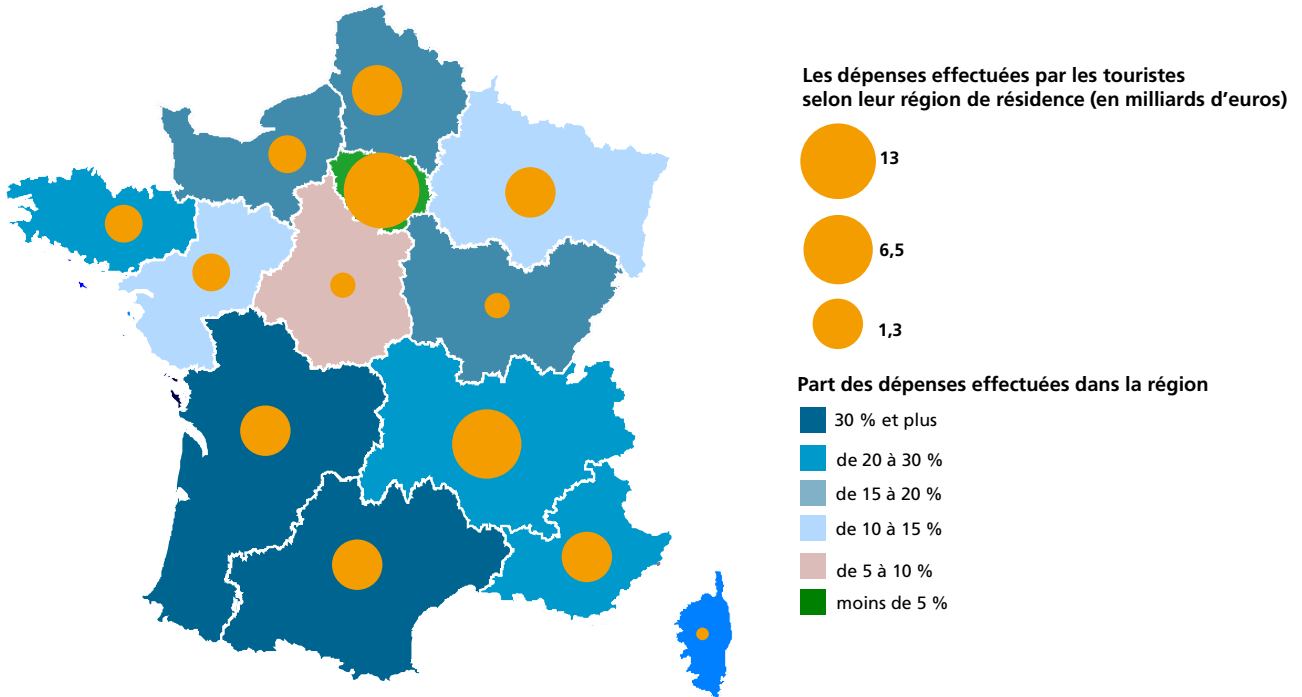 Les dépenses effectuées par les touristes
selon leur région de résidence (en milliards d’euros)
13
6,5
1,3
Part des dépenses effectuées dans la région
30 % et plus
de 20 à 30 %
de 15 à 20 %
de 10 à 15 %
de 5 à 10 %
moins de 5 %